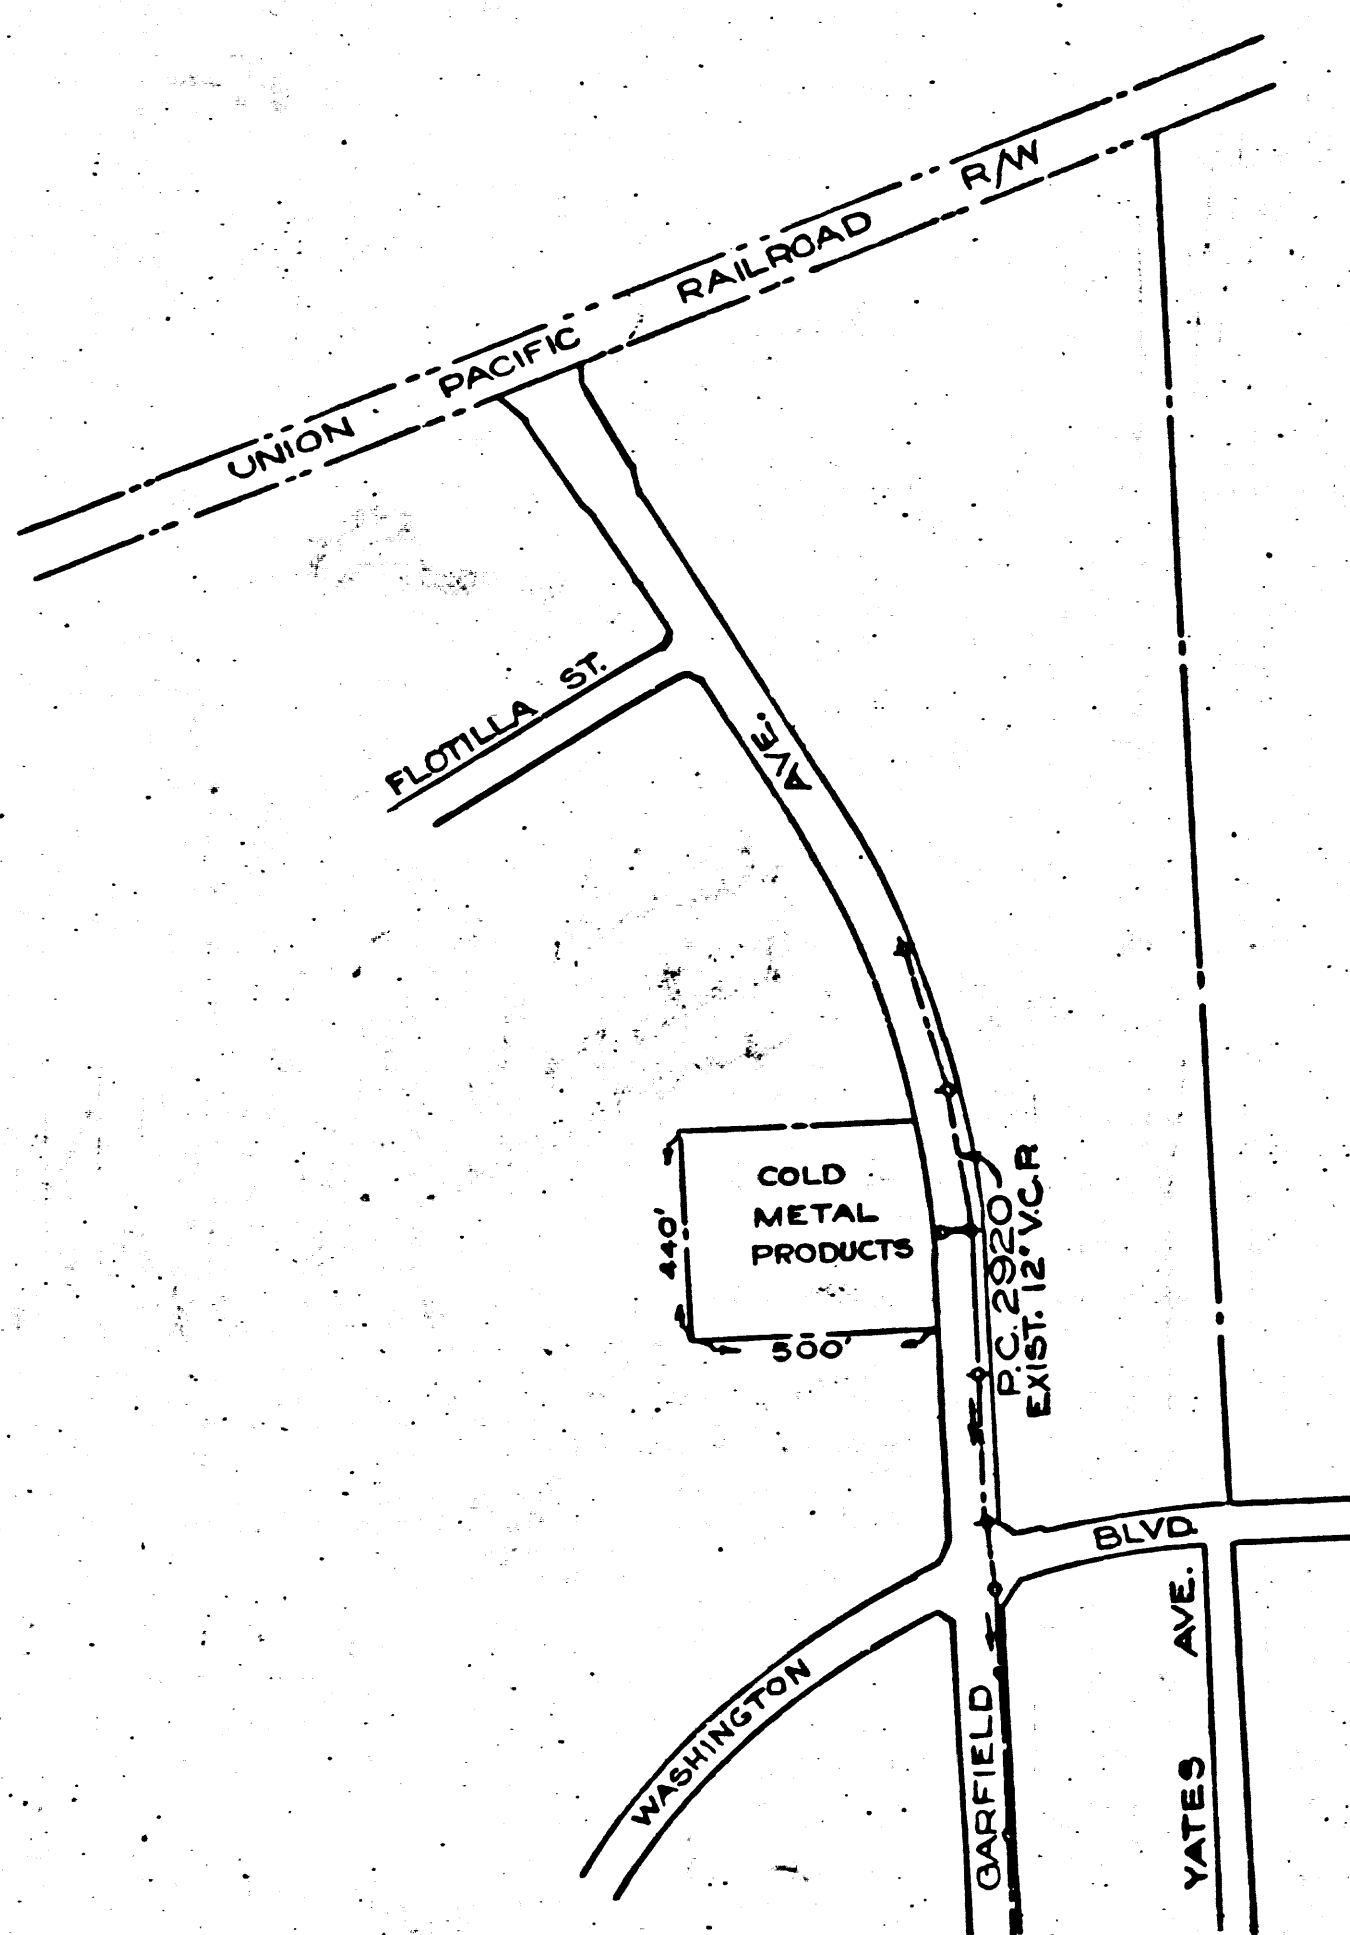 UNION PACIFIC RAILROAD R/W
FLOTILLA ST.
AVE.
COLD
METAL
PRODUCTS
440'
500'
P.C. 2920
EXIST. 12" V.C.P.
BLVD.
WASHINGTON
GARFIELD
YATES AVE.